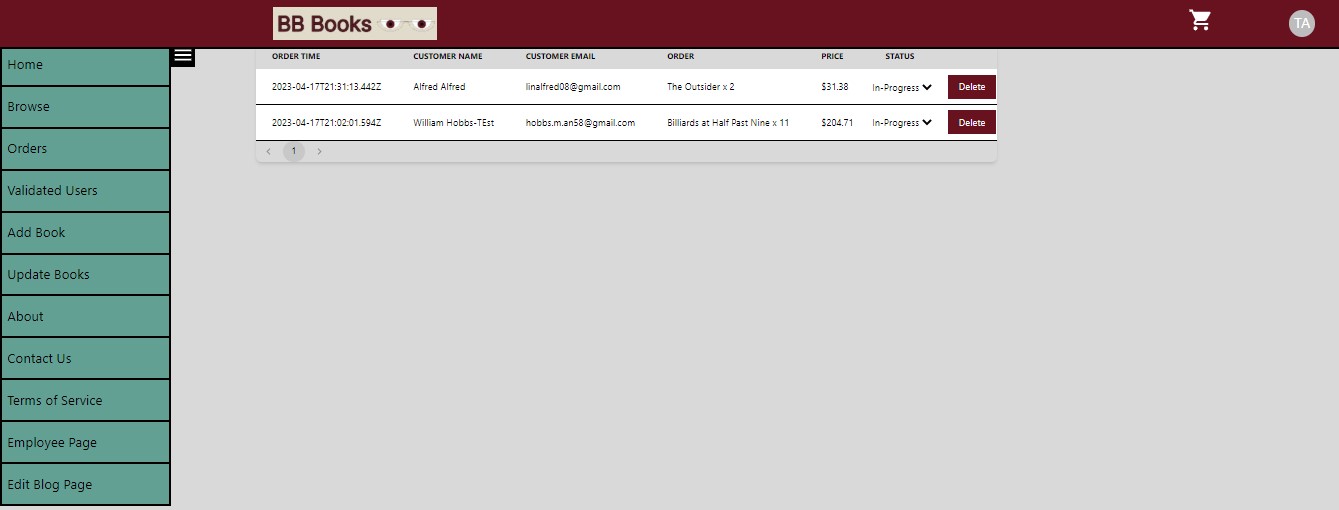 BB Books
TA
Home
Browse
Orders
Validated Users
Add Book
Update Books
About
Contact Us
Terms of Service
Employee Page
Edit Blog Page
ORDER TIME CUSTOMER NAME CUSTOMER EMAIL ORDER PRICE STATUS
2023-04-17T21:31:13.442Z Alfred Alfred linalfred08@gmail.com The Outsider x 2 $31.38 In-Progress Delete
2023-04-17T21:02:01.594Z William Hobbs-TEst hobbs.m.an58@gmail.com Billiards at Half Past Nine x 11 $204.71 In-Progress Delete
1